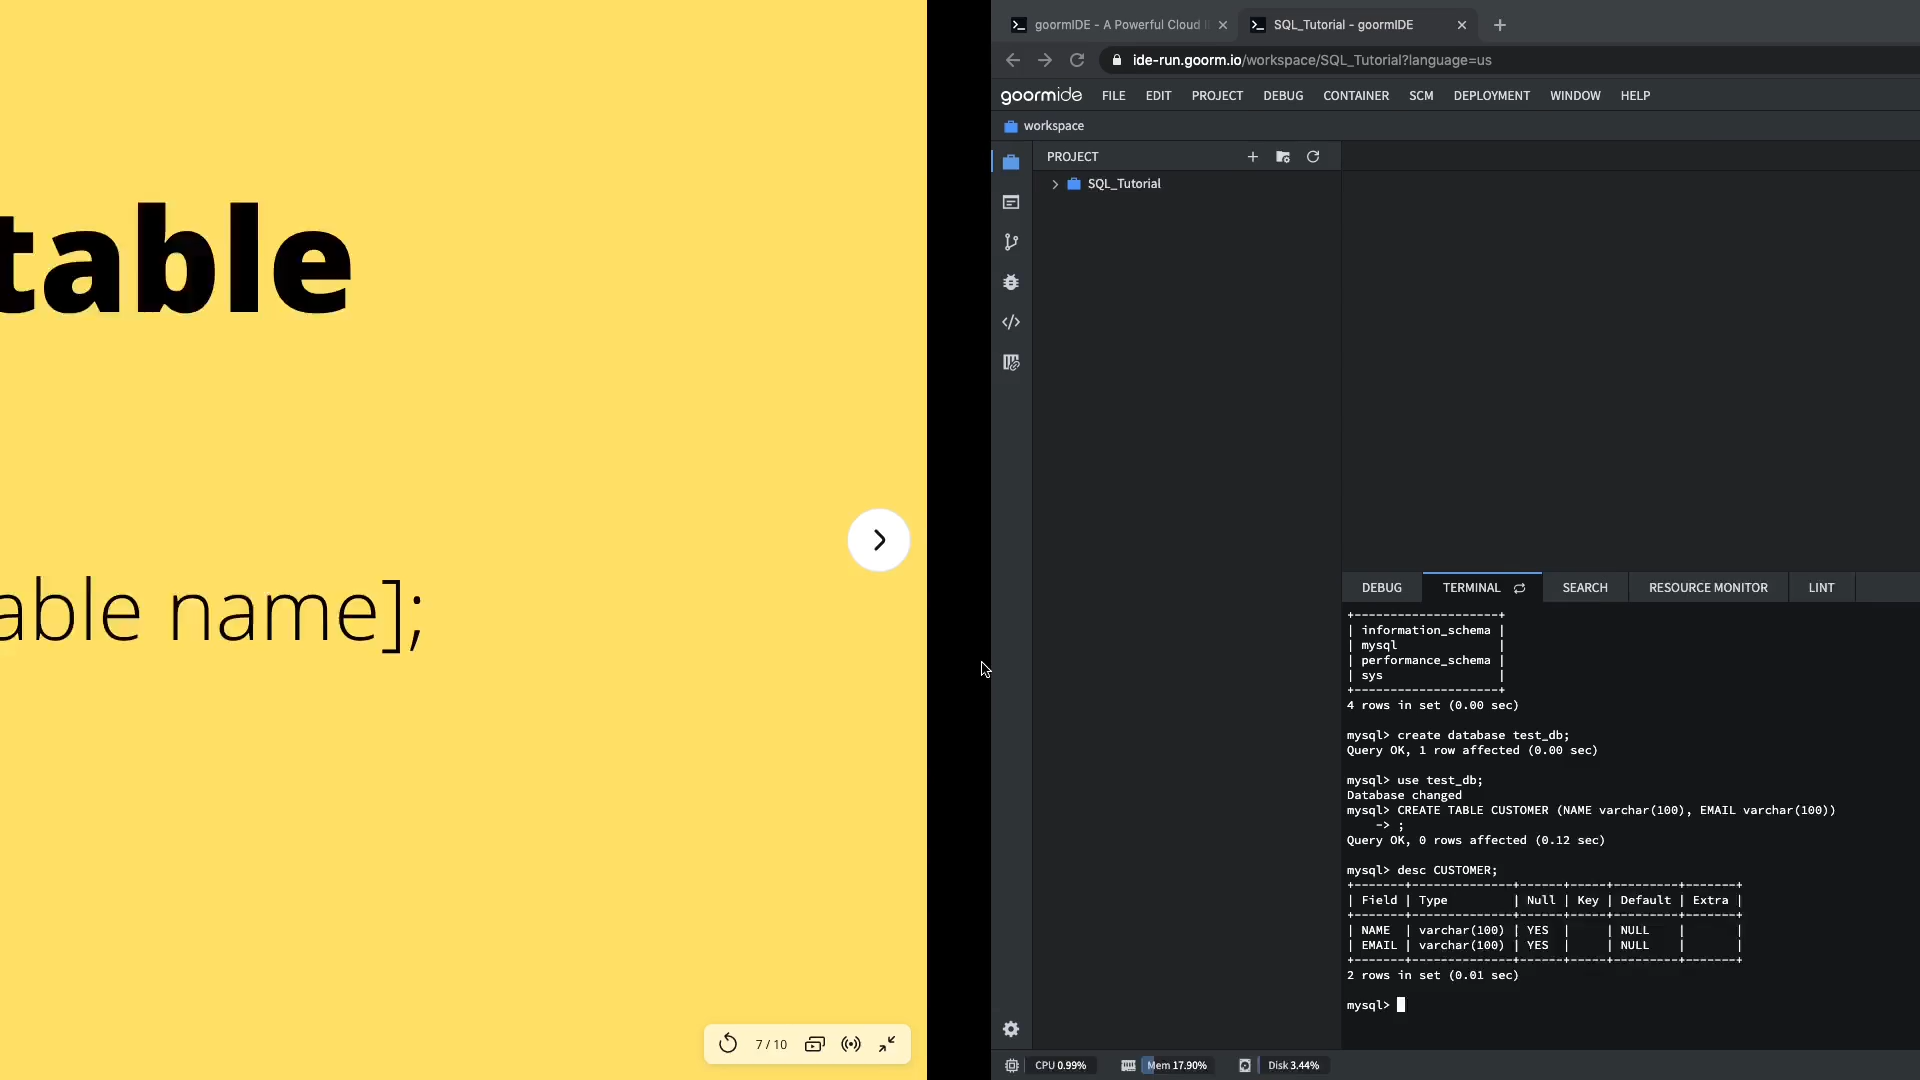 table
able name];
7 / 10
goormIDE - A Powerful Cloud I
SQL_Tutorial - goormIDE
ide-run.goorm.io/workspace/SQL_Tutorial?language=us
goormide FILE EDIT PROJECT DEBUG CONTAINER SCM DEPLOYMENT WINDOW HELP
workspace
PROJECT
SQL_Tutorial
DEBUG TERMINAL SEARCH RESOURCE MONITOR LINT
+--------------------+
| information_schema |
| mysql              |
| performance_schema |
| sys                |
+--------------------+
4 rows in set (0.00 sec)
mysql> create database test_db;
Query OK, 1 row affected (0.00 sec)
mysql> use test_db;
Database changed
mysql> CREATE TABLE CUSTOMER (NAME varchar(100), EMAIL varchar(100))
    -> ;
Query OK, 0 rows affected (0.12 sec)
mysql> desc CUSTOMER;
+-------+--------------+------+-----+---------+-------+
| Field | Type         | Null | Key | Default | Extra |
+-------+--------------+------+-----+---------+-------+
| NAME  | varchar(100) | YES  |     | NULL    |       |
| EMAIL | varchar(100) | YES  |     | NULL    |       |
+-------+--------------+------+-----+---------+-------+
2 rows in set (0.01 sec)
mysql>
CPU 0.99% Mem 17.90% Disk 3.44%